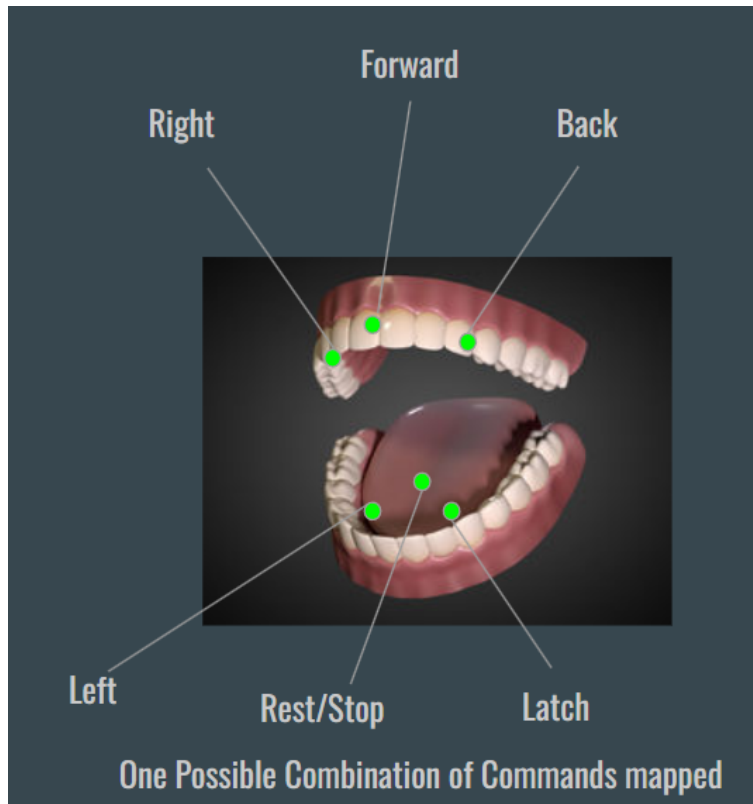 Forward
Right
Back
Left
Rest/Stop
Latch
One Possible Combination of Commands mapped